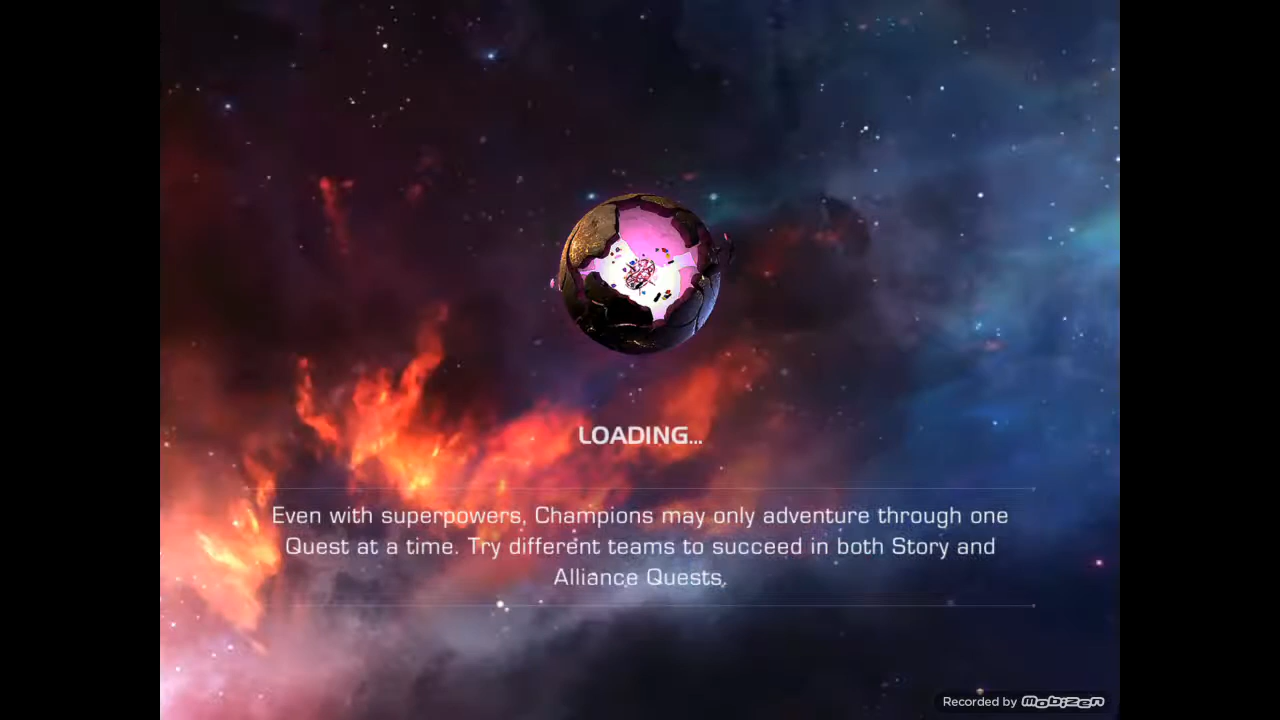 LOADING...
Even with superpowers, Champions may only adventure through one
Quest at a time. Try different teams to succeed in both Story and
Alliance Quests.
Recorded by mobizen